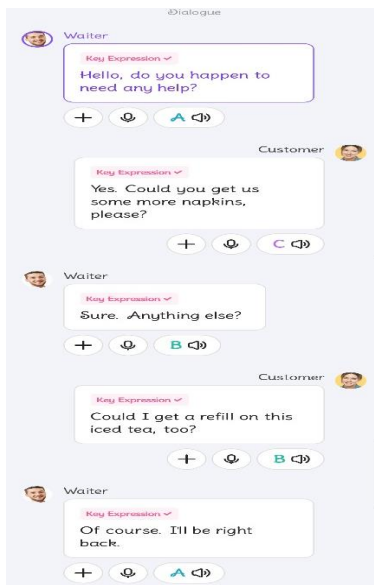 Dialogue
Waiter
Key Expression ✓
Hello, do you happen to
need any help?
A
Customer
Key Expression ✓
Yes. Could you get us
some more napkins,
please?
C
Waiter
Key Expression ✓
Sure. Anything else?
B
Customer
Key Expression ✓
Could I get a refill on this
iced tea, too?
B
Waiter
Key Expression ✓
Of course. I'll be right
back.
A